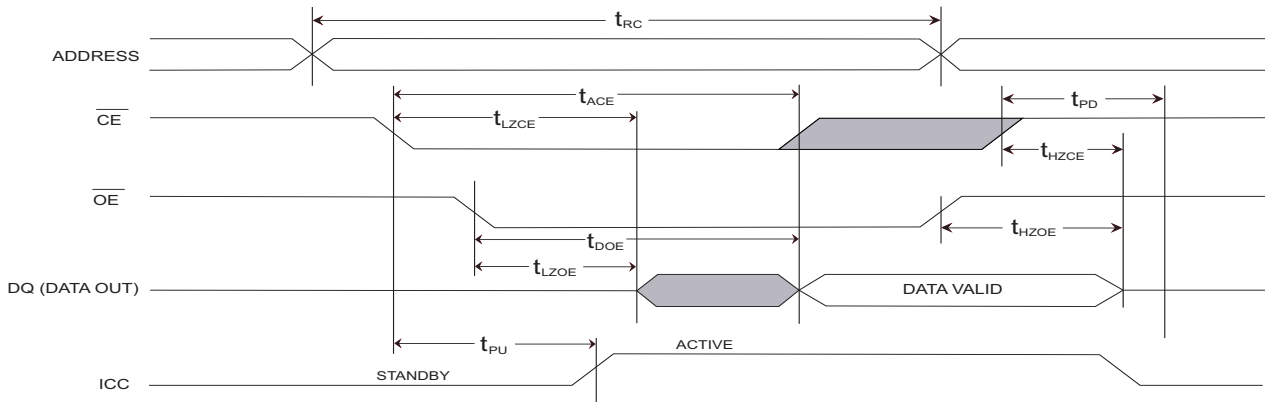 tRC
ADDRESS
tACE
tPD
CE
tLZCE
tHZCE
OE
tHZOE
tDOE
tLZOE
DQ (DATA OUT)
DATA VALID
tPU
ACTIVE
STANDBY
ICC